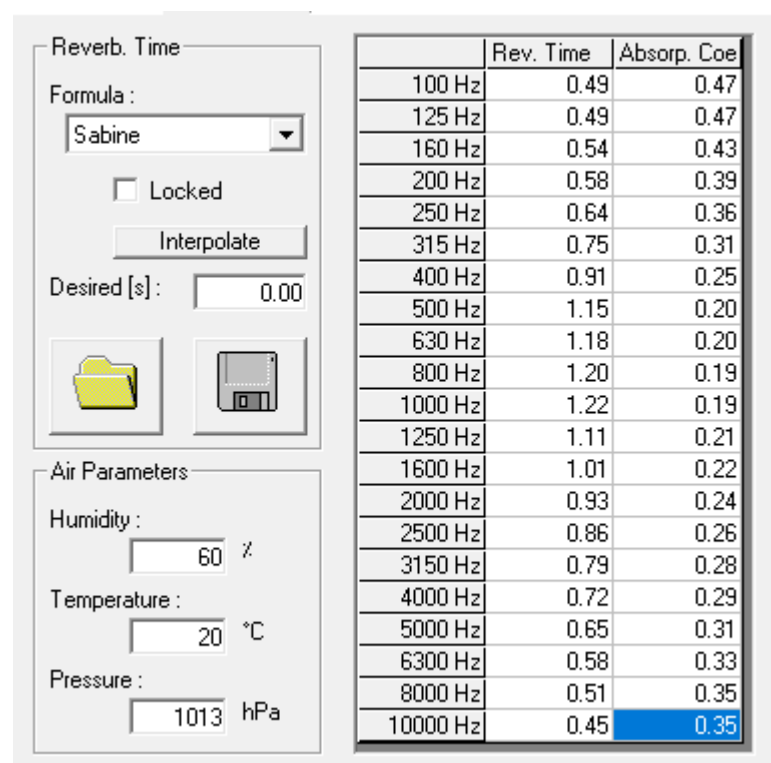 Reverb. Time
Formula :
Sabine
Locked
Interpolate
Desired [s] : 0.00
Air Parameters
Humidity :
60 %
Temperature :
20 °C
Pressure :
1013 hPa
Rev. Time Absorp. Coe
100 Hz 0.49 0.47
125 Hz 0.49 0.47
160 Hz 0.54 0.43
200 Hz 0.58 0.39
250 Hz 0.64 0.36
315 Hz 0.75 0.31
400 Hz 0.91 0.25
500 Hz 1.15 0.20
630 Hz 1.18 0.20
800 Hz 1.20 0.19
1000 Hz 1.22 0.19
1250 Hz 1.11 0.21
1600 Hz 1.01 0.22
2000 Hz 0.93 0.24
2500 Hz 0.86 0.26
3150 Hz 0.79 0.28
4000 Hz 0.72 0.29
5000 Hz 0.65 0.31
6300 Hz 0.58 0.33
8000 Hz 0.51 0.35
10000 Hz 0.45 0.35